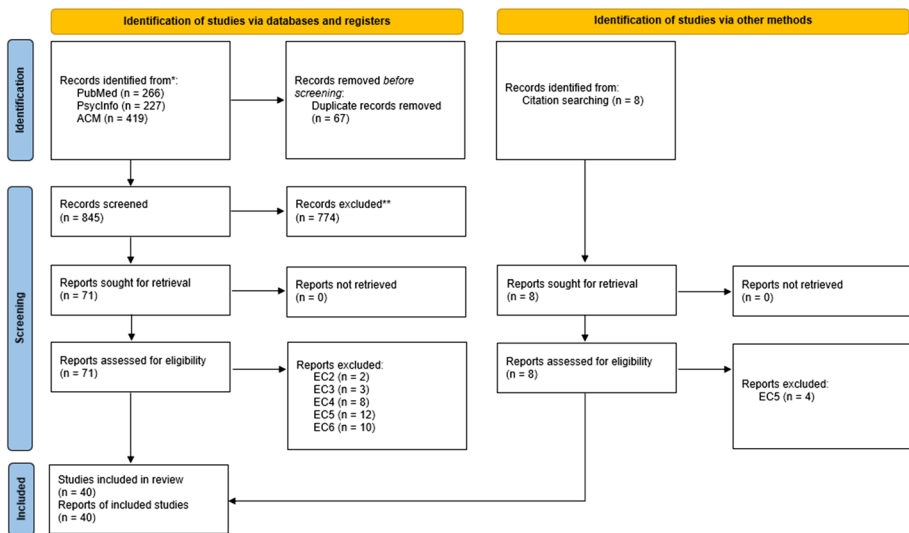 Identification of studies via databases and registers
Identification of studies via other methods
Identification
Records identified from*:
PubMed (n = 266)
PsycInfo (n = 227)
ACM (n = 419)
Records removed before
screening:
Duplicate records removed
(n = 67)
Records identified from:
Citation searching (n = 8)
Screening
Records screened
(n = 845)
Records excluded**
(n = 774)
Reports sought for retrieval
(n = 71)
Reports not retrieved
(n = 0)
Reports sought for retrieval
(n = 8)
Reports not retrieved
(n = 0)
Reports assessed for eligibility
(n = 71)
Reports excluded:
EC2 (n = 2)
EC3 (n = 3)
EC4 (n = 8)
EC5 (n = 12)
EC6 (n = 10)
Reports assessed for eligibility
(n = 8)
Reports excluded:
EC5 (n = 4)
Included
Studies included in review
(n = 40)
Reports of included studies
(n = 40)